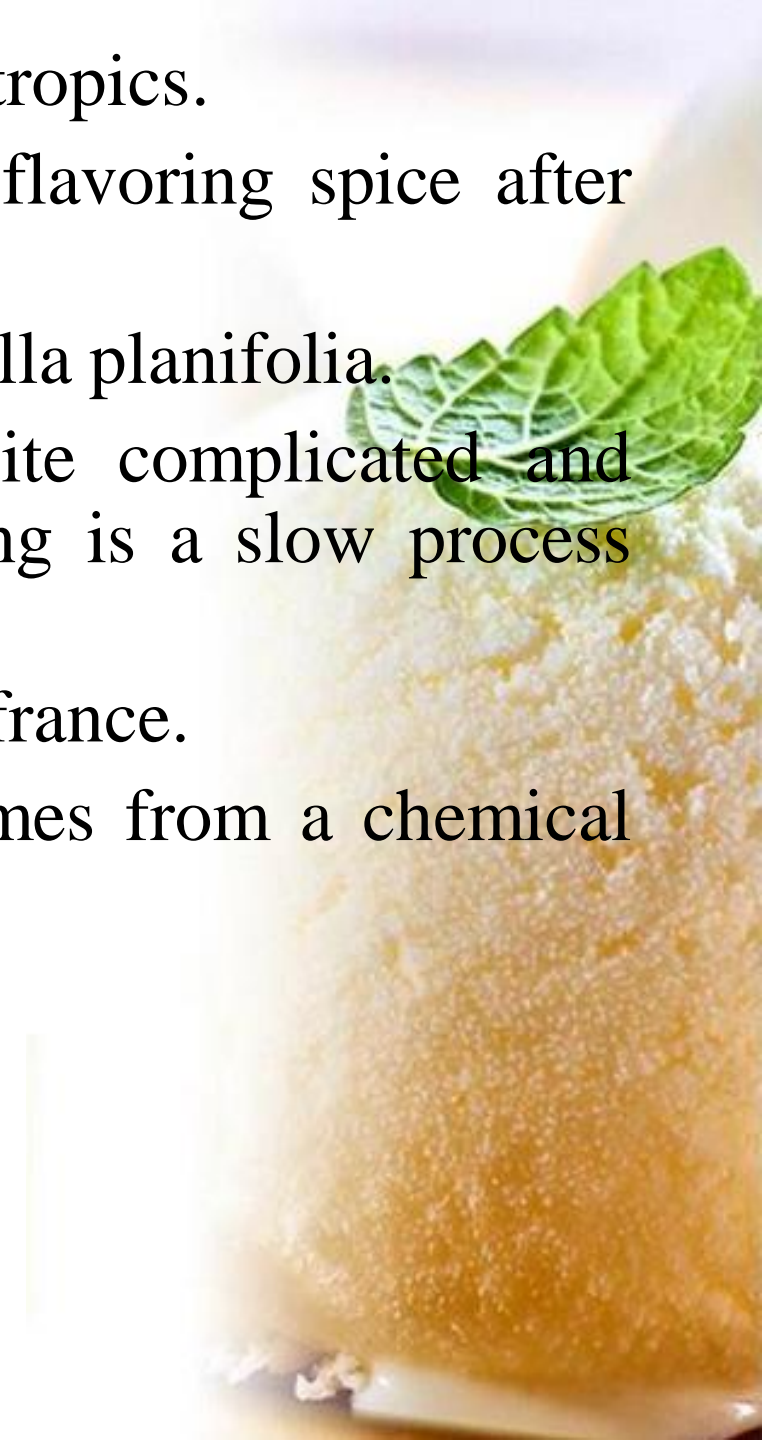 tropics.
flavoring spice after
lla planifolia.
ite complicated and
ng is a slow process
france.
mes from a chemical